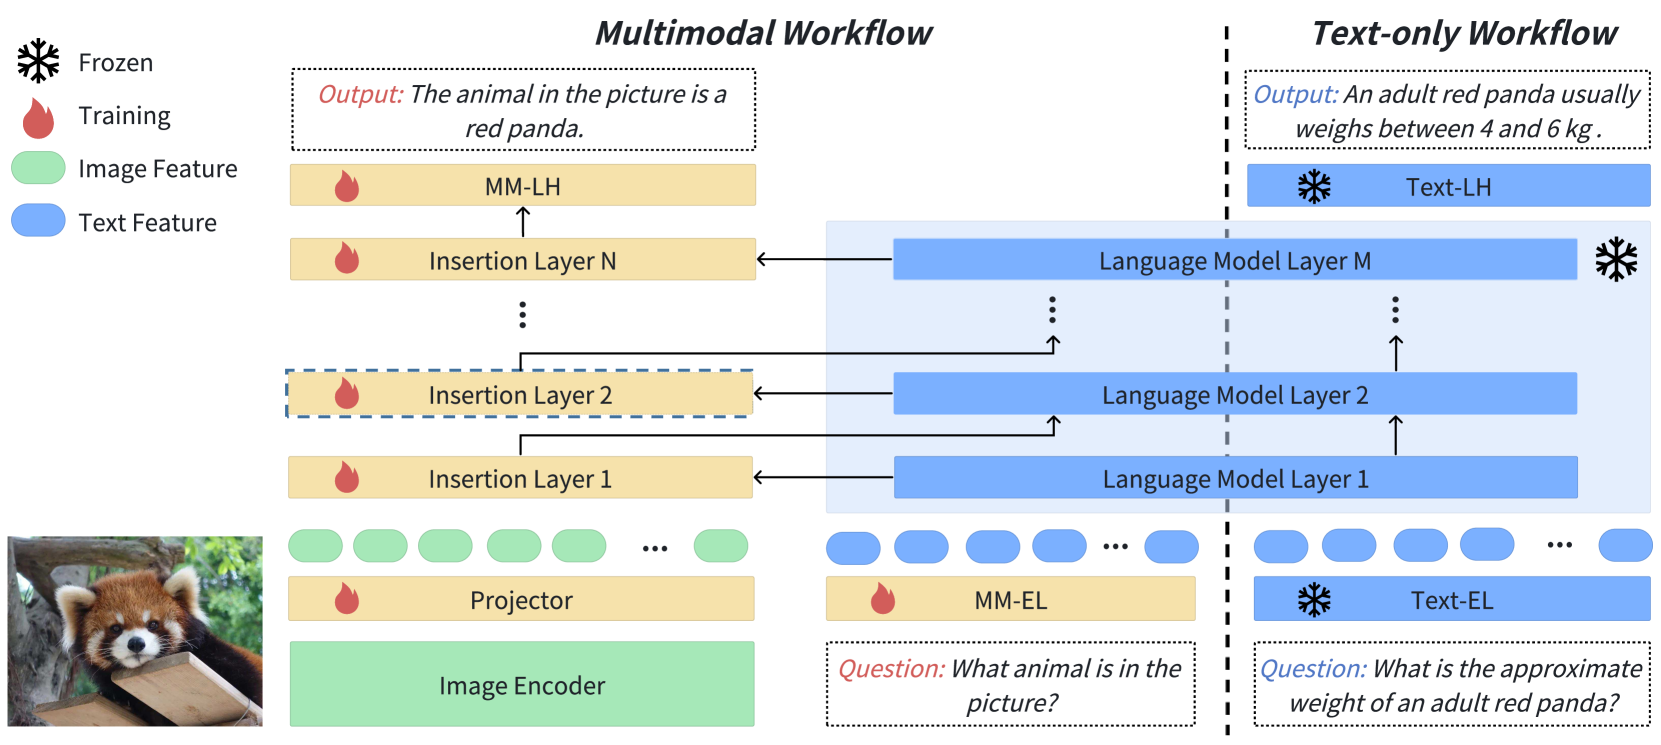 Multimodal Workflow
Text-only Workflow
Frozen
Training
Image Feature
Text Feature
Output: The animal in the picture is a
red panda.
Output: An adult red panda usually
weighs between 4 and 6 kg .
MM-LH
Text-LH
Insertion Layer N
Language Model Layer M
Insertion Layer 2
Language Model Layer 2
Insertion Layer 1
Language Model Layer 1
...
...
...
Projector
MM-EL
Text-EL
Image Encoder
Question: What animal is in the
picture?
Question: What is the approximate
weight of an adult red panda?